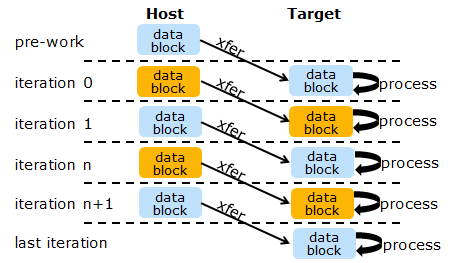 Host Target
pre-work data block xfer
iteration 0 data block xfer data block process
iteration 1 data block xfer data block process
iteration n data block xfer data block process
iteration n+1 data block xfer data block process
last iteration data block process